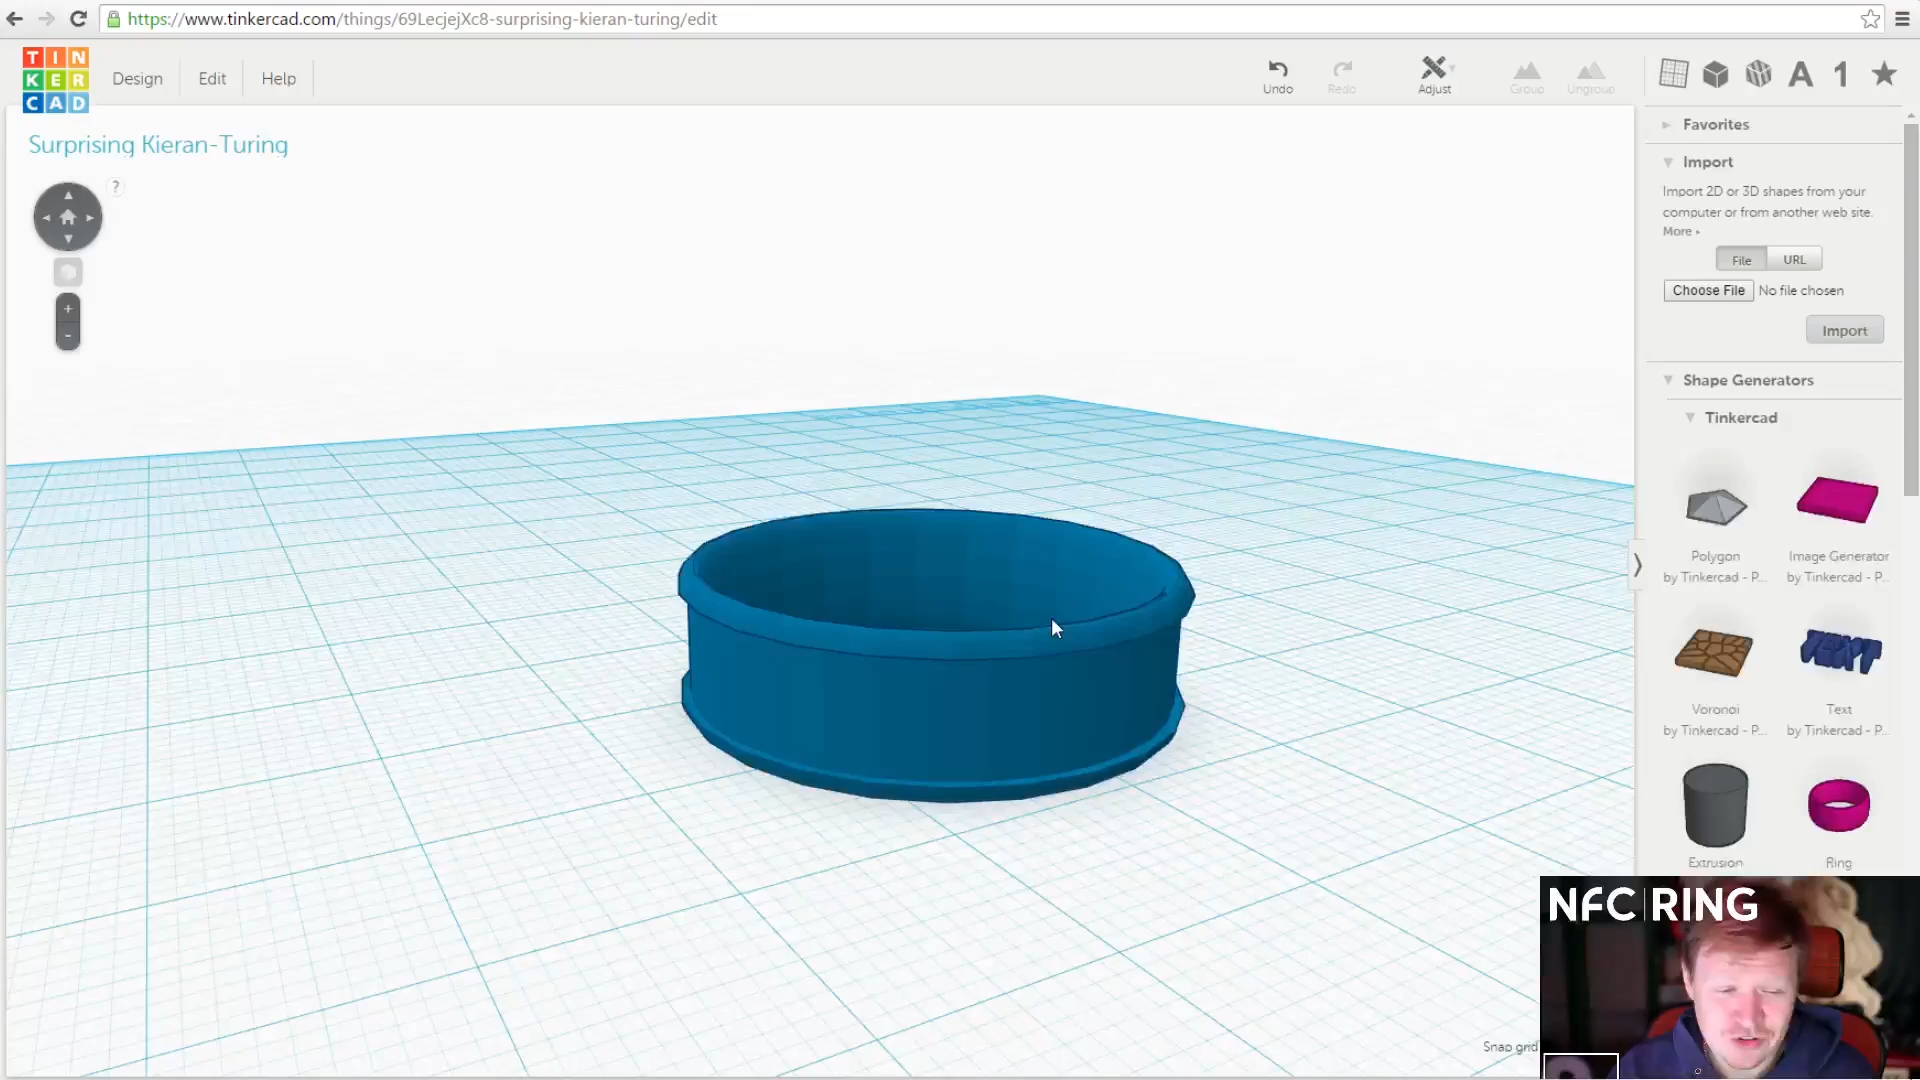 https://www.tinkercad.com/things/69LecjejXc8-surprising-kieran-turing/edit
TIN
KER
CAD
Design
Edit
Help
Undo
Redo
Adjust
Group
Ungroup
A
1
Surprising Kieran-Turing
?
+
-
Favorites
Import
Import 2D or 3D shapes from your
computer or from another web site.
More
File
URL
Choose File
No file chosen
Import
Shape Generators
Tinkercad
Polygon
by Tinkercad - P...
Image Generator
by Tinkercad - P...
TEXT
Voronoi
by Tinkercad - P...
Text
by Tinkercad - P...
Extrusion
Ring
NFC|RING
Snap grid